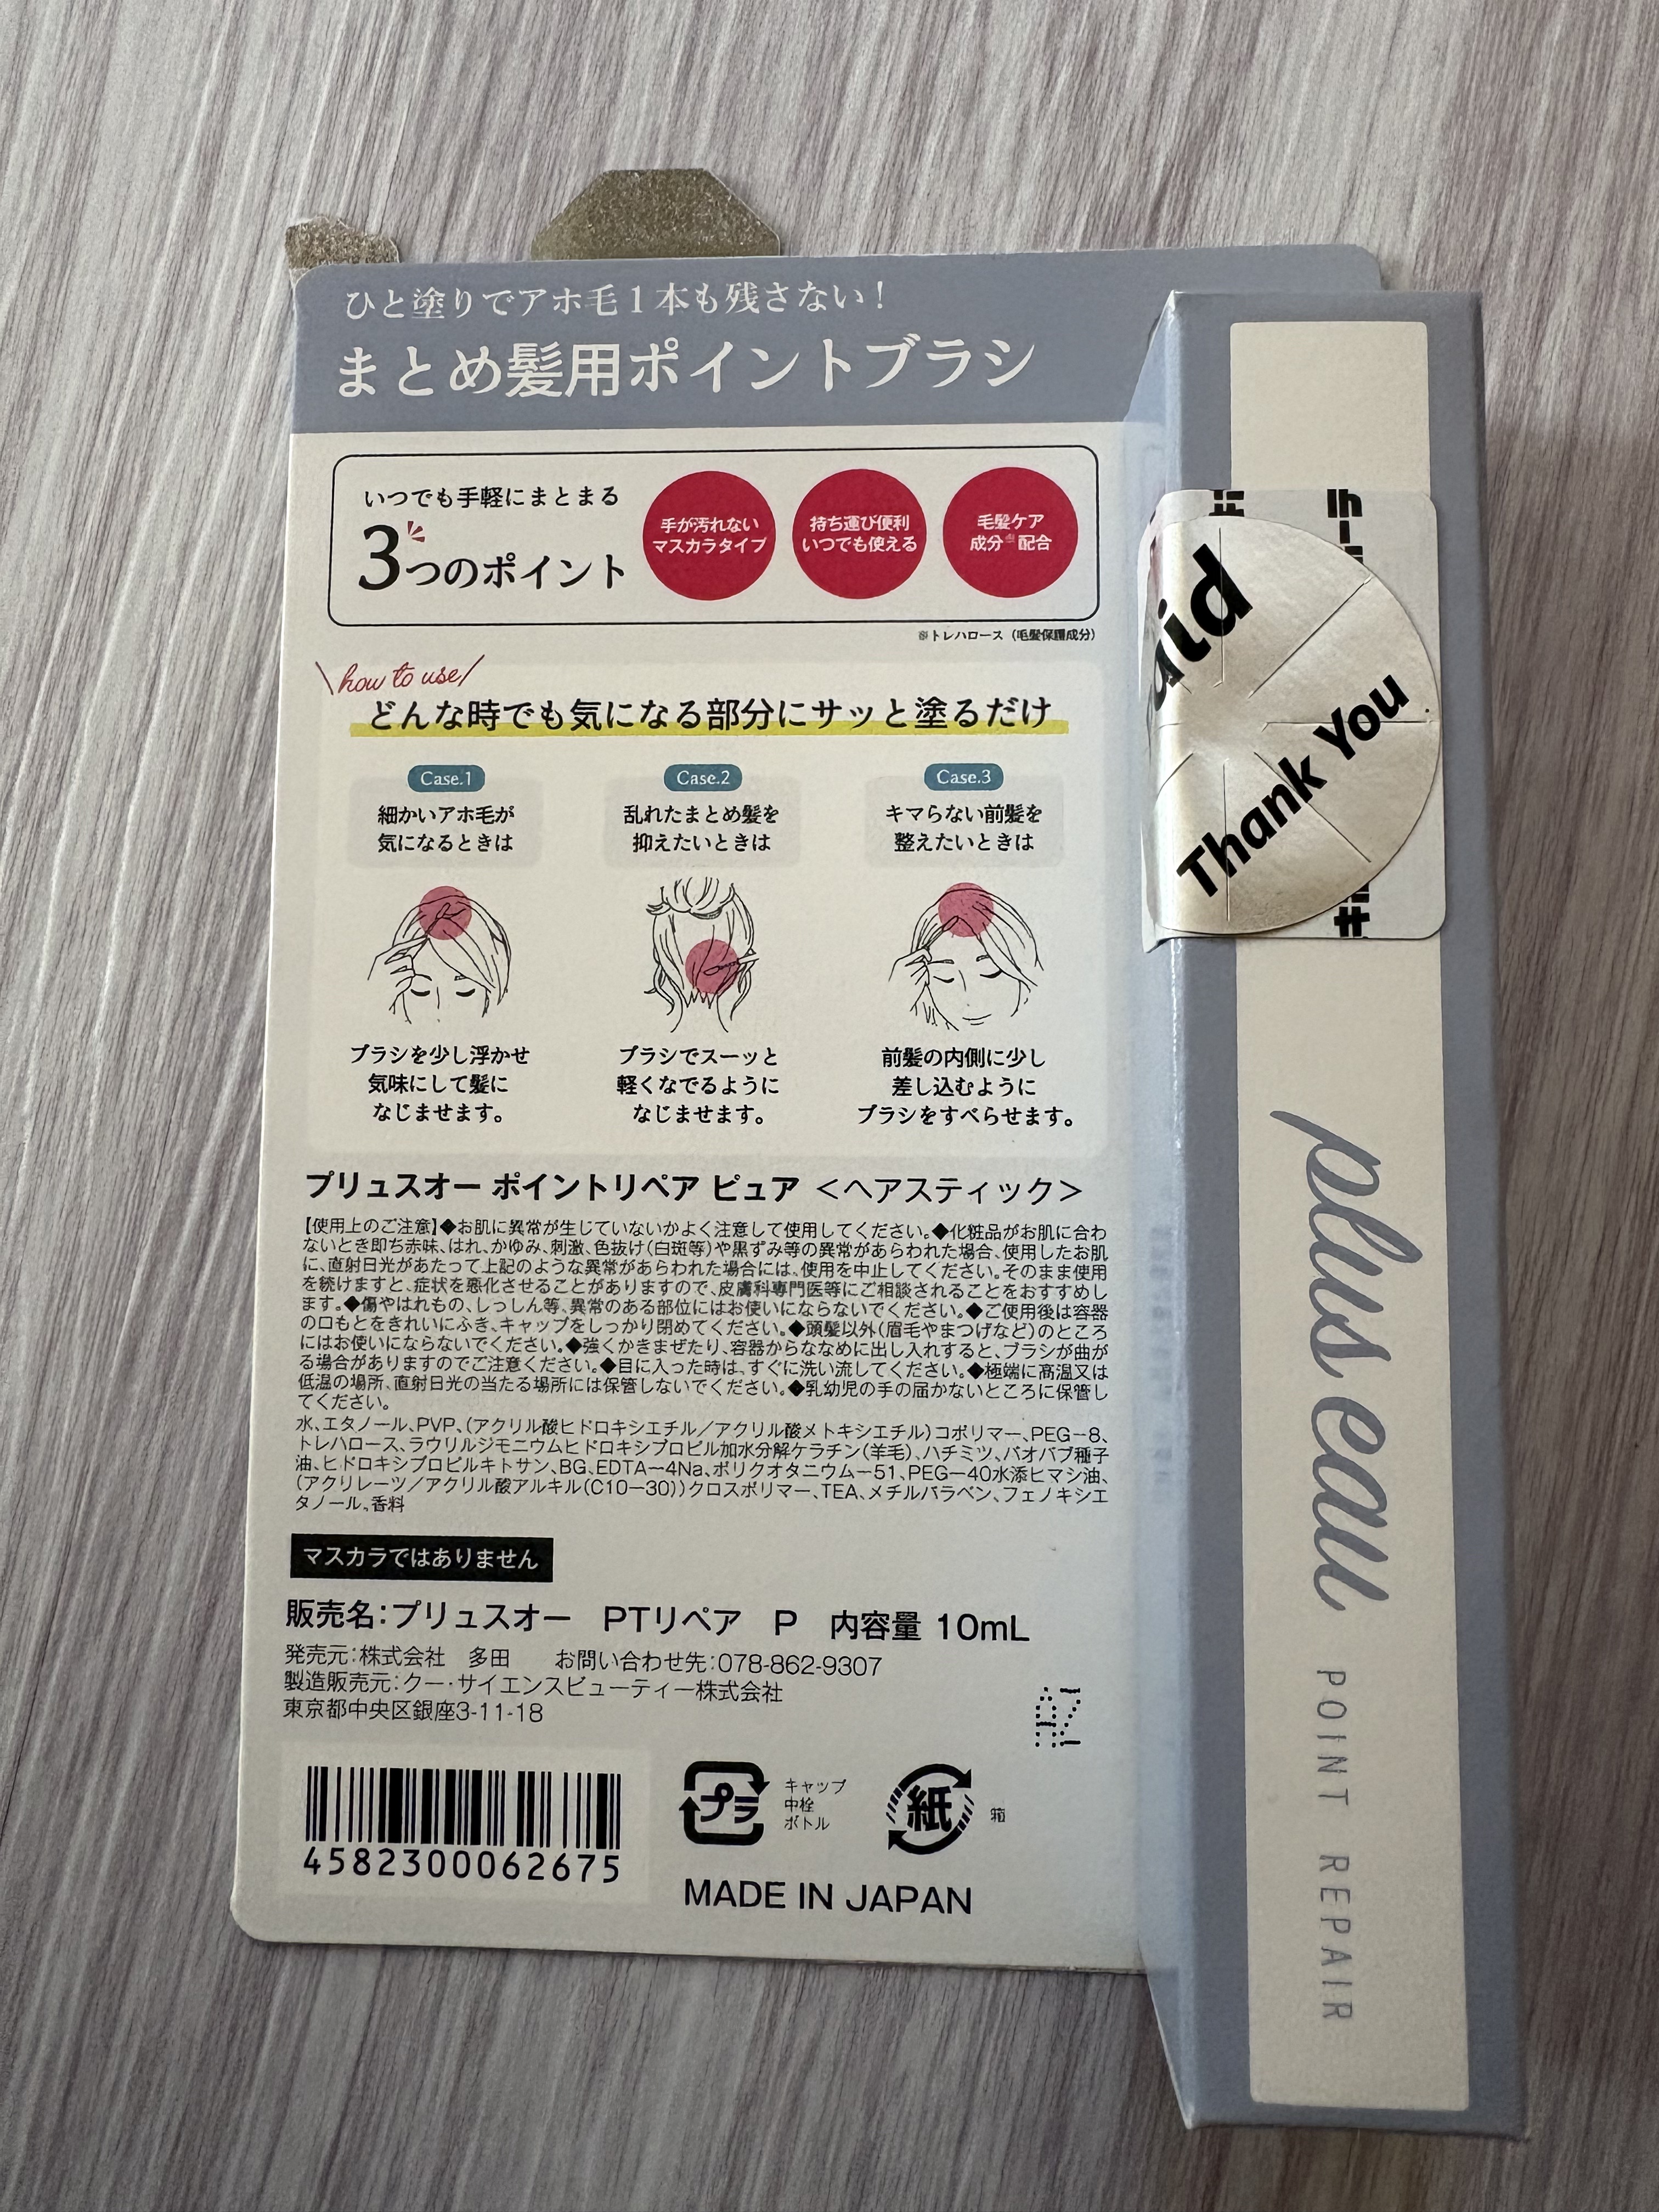 ひと塗りでアホ毛1本も残さない！
まとめ髪用ポイントブラシ
いつでも手軽にまとまる
3つのポイント
手が汚れない
マスカラタイプ
持ち運び便利
いつでも使える
毛髪ケア
成分※配合
※トレハロース（毛髪保護成分）
how to use
どんな時でも気になる部分にサッと塗るだけ
Case.1
細かいアホ毛が
気になるときは
ブラシを少し浮かせ
気味にして髪に
なじませます。
Case.2
乱れたまとめ髪を
抑えたいときは
ブラシでスーッと
軽くなでるように
なじませます。
Case.3
キマらない前髪を
整えたいときは
前髪の内側に少し
差し込むように
ブラシをすべらせます。
プリュスオー ポイントリペア ピュア ＜ヘアスティック＞
【使用上のご注意】◆お肌に異常が生じていないかよく注意して使用してください。◆化粧品がお肌に合わ
ないとき即ち赤味、はれ、かゆみ、刺激、色抜け（白斑等）や黒ずみ等の異常があらわれた場合、使用したお肌
に、直射日光があたって上記のような異常があらわれた場合には、使用を中止してください。そのまま使用
を続けますと、症状を悪化させることがありますので、皮膚科専門医等にご相談されることをおすすめし
ます。◆傷やはれもの、しっしん等、異常のある部位にはお使いにならないでください。◆ご使用後は容器
の口もとをきれいにふき、キャップをしっかり閉めてください。◆頭髪以外（眉毛やまつげなど）のところ
にはお使いにならないでください。◆強くかきまぜたり、容器からななめに出し入れすると、ブラシが曲が
る場合がありますのでご注意ください。◆目に入った時は、すぐに洗い流してください。◆極端に高温又は
低温の場所、直射日光の当たる場所には保管しないでください。◆乳幼児の手の届かないところに保管し
てください。
水、エタノール、PVP、（アクリル酸ヒドロキシエチル／アクリル酸メトキシエチル）コポリマー、PEG-8、
トレハロース、ラウリルジモニウムヒドロキシプロピル加水分解ケラチン（羊毛）、ハチミツ、バオバブ種子
油、ヒドロキシプロピルキトサン、BG、EDTA-4Na、ポリクオタニウム-51、PEG-40水添ヒマシ油、
（アクリレーツ／アクリル酸アルキル（C10-30））クロスポリマー、TEA、メチルパラベン、フェノキシエ
タノール、香料
マスカラではありません
販売名：プリュスオー PTリペア P 内容量 10mL
発売元：株式会社 多田 お問い合わせ先：078-862-9307
製造販売元：クー・サイエンスビューティー株式会社
東京都中央区銀座3-11-18
AZ
4582300062675
プラ
キャップ
中栓
ボトル
紙
箱
MADE IN JAPAN
aid
Thank You
plus eau
POINT REPAIR